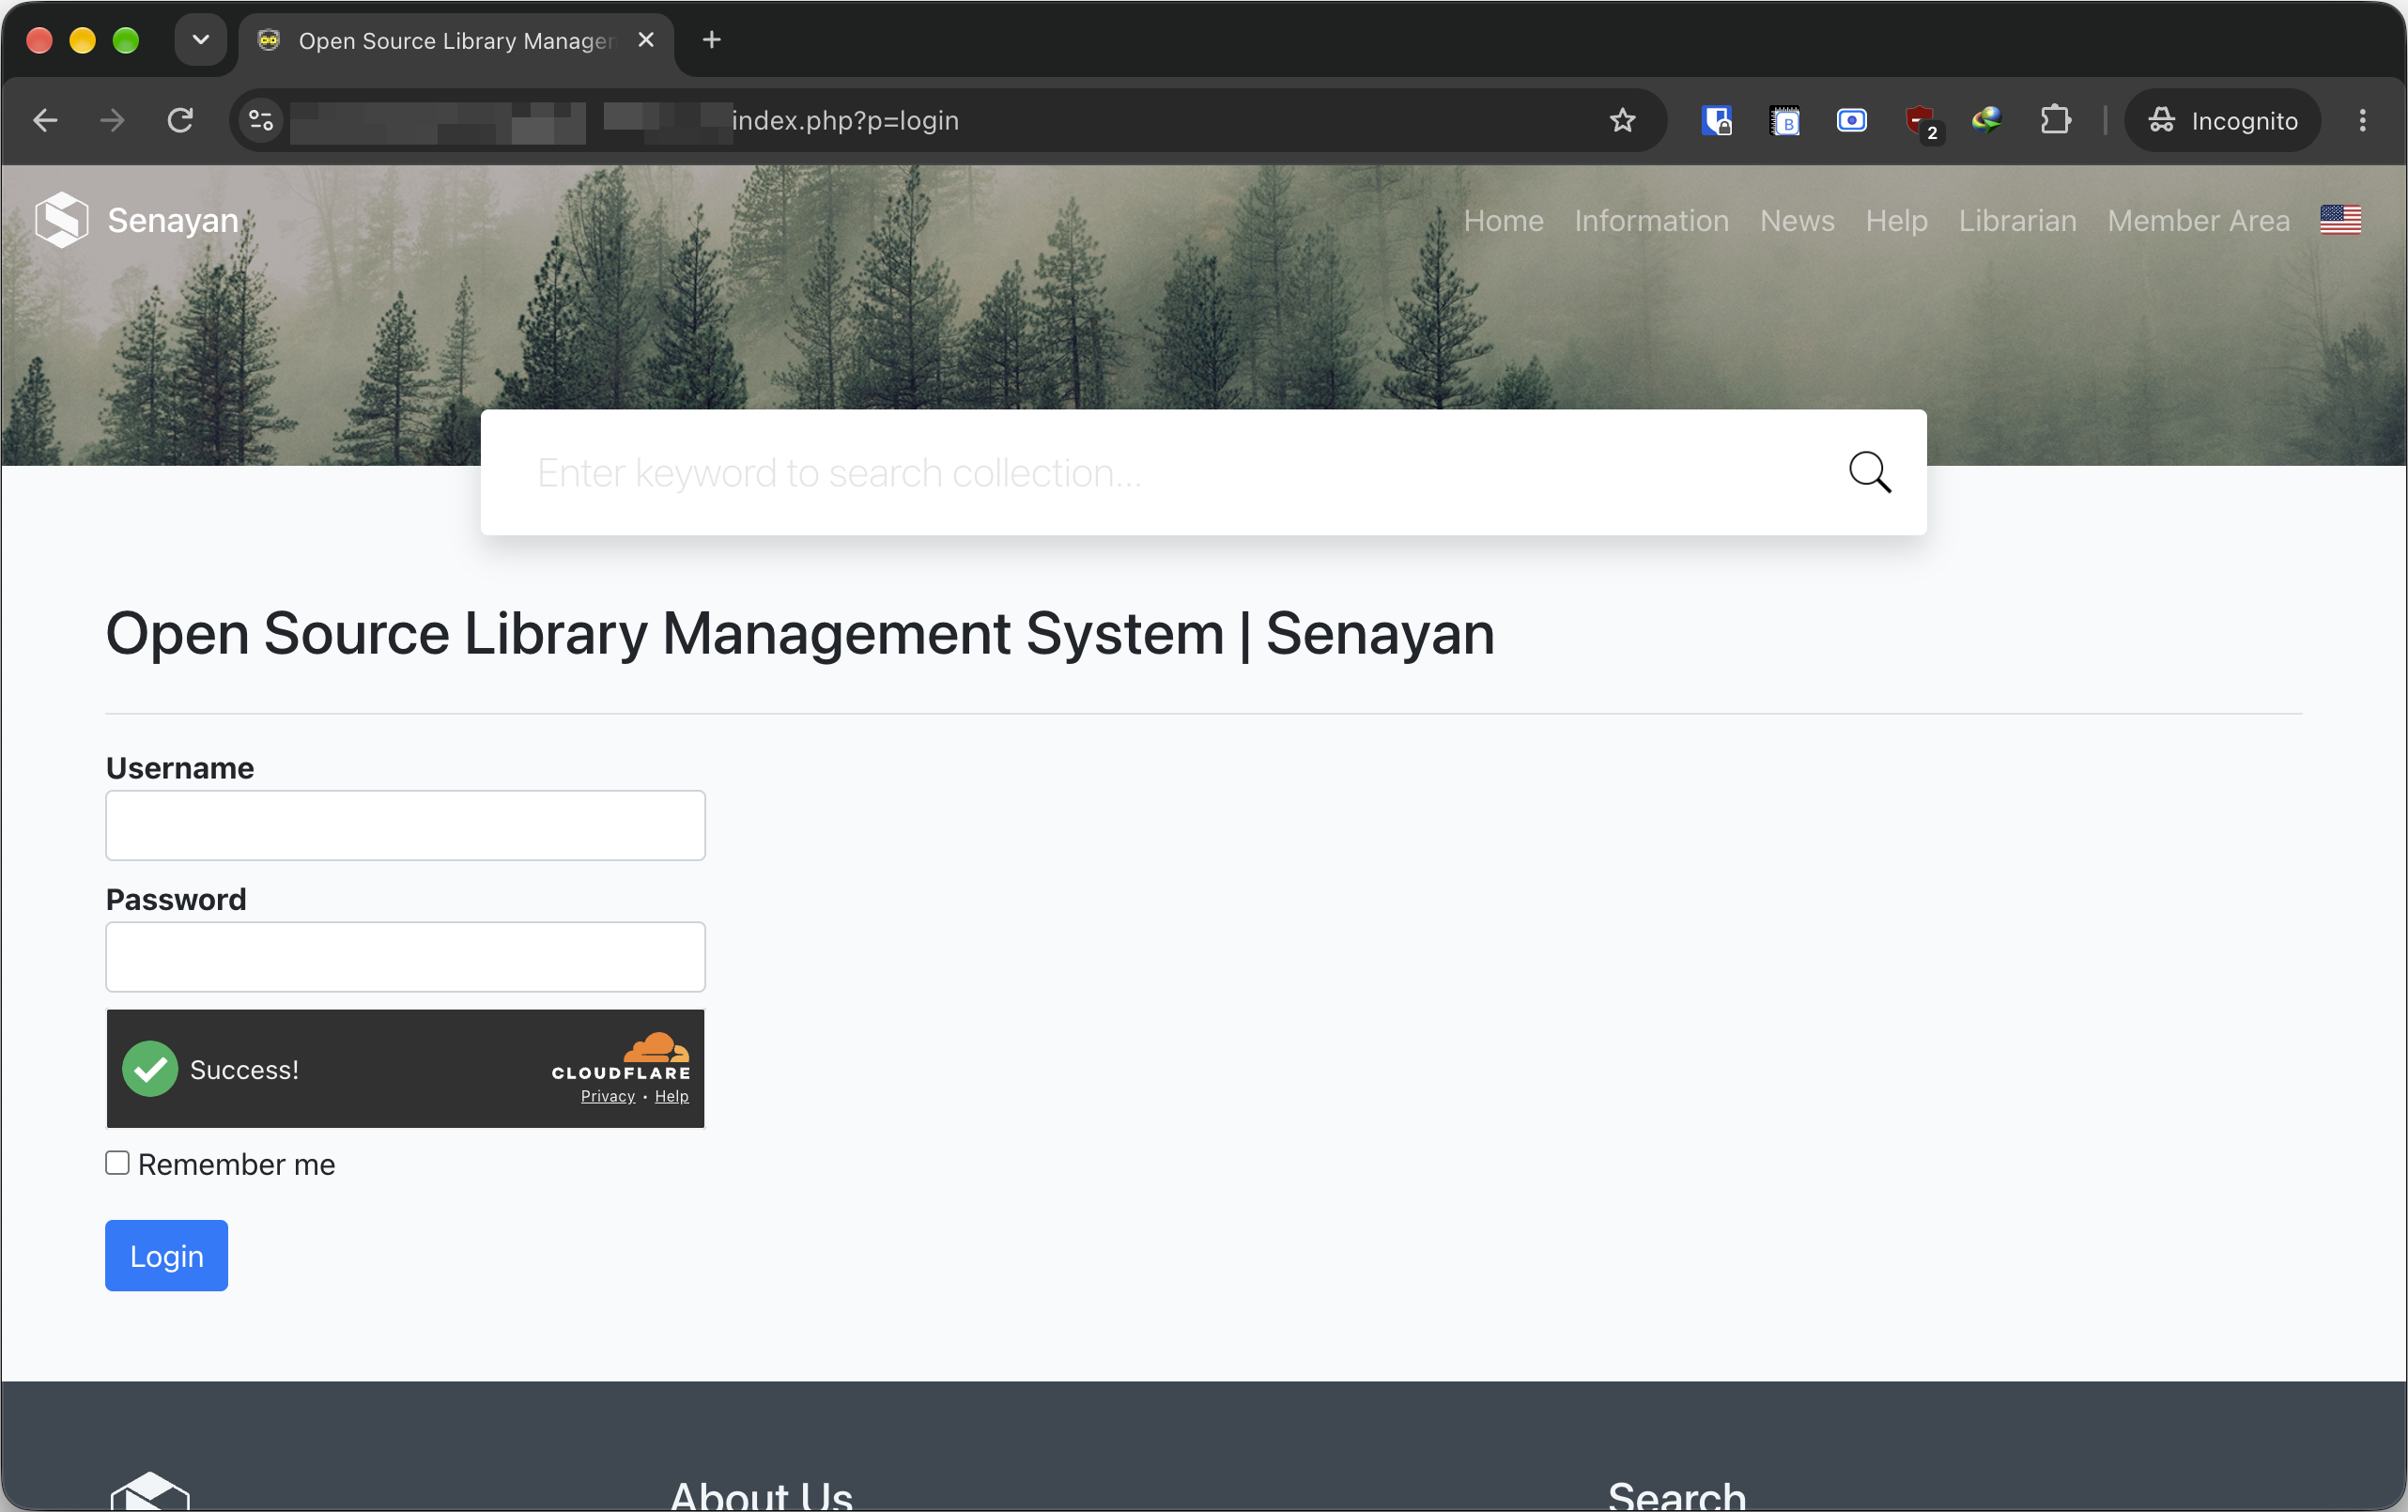 Open Source Library Manager
index.php?p=login
2
Incognito
Senayan
Home Information News Help Librarian Member Area
Enter keyword to search collection...
Open Source Library Management System | Senayan
Username
Password
Success!
CLOUDFLARE
Privacy • Help
Remember me
Login
About Us
Search